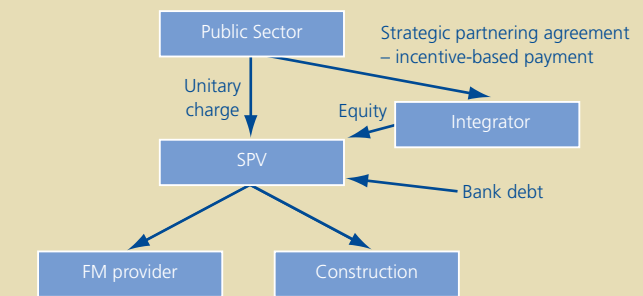 Public Sector
Strategic partnering agreement
– incentive-based payment
Unitary
charge
Equity
Integrator
SPV
Bank debt
FM provider
Construction